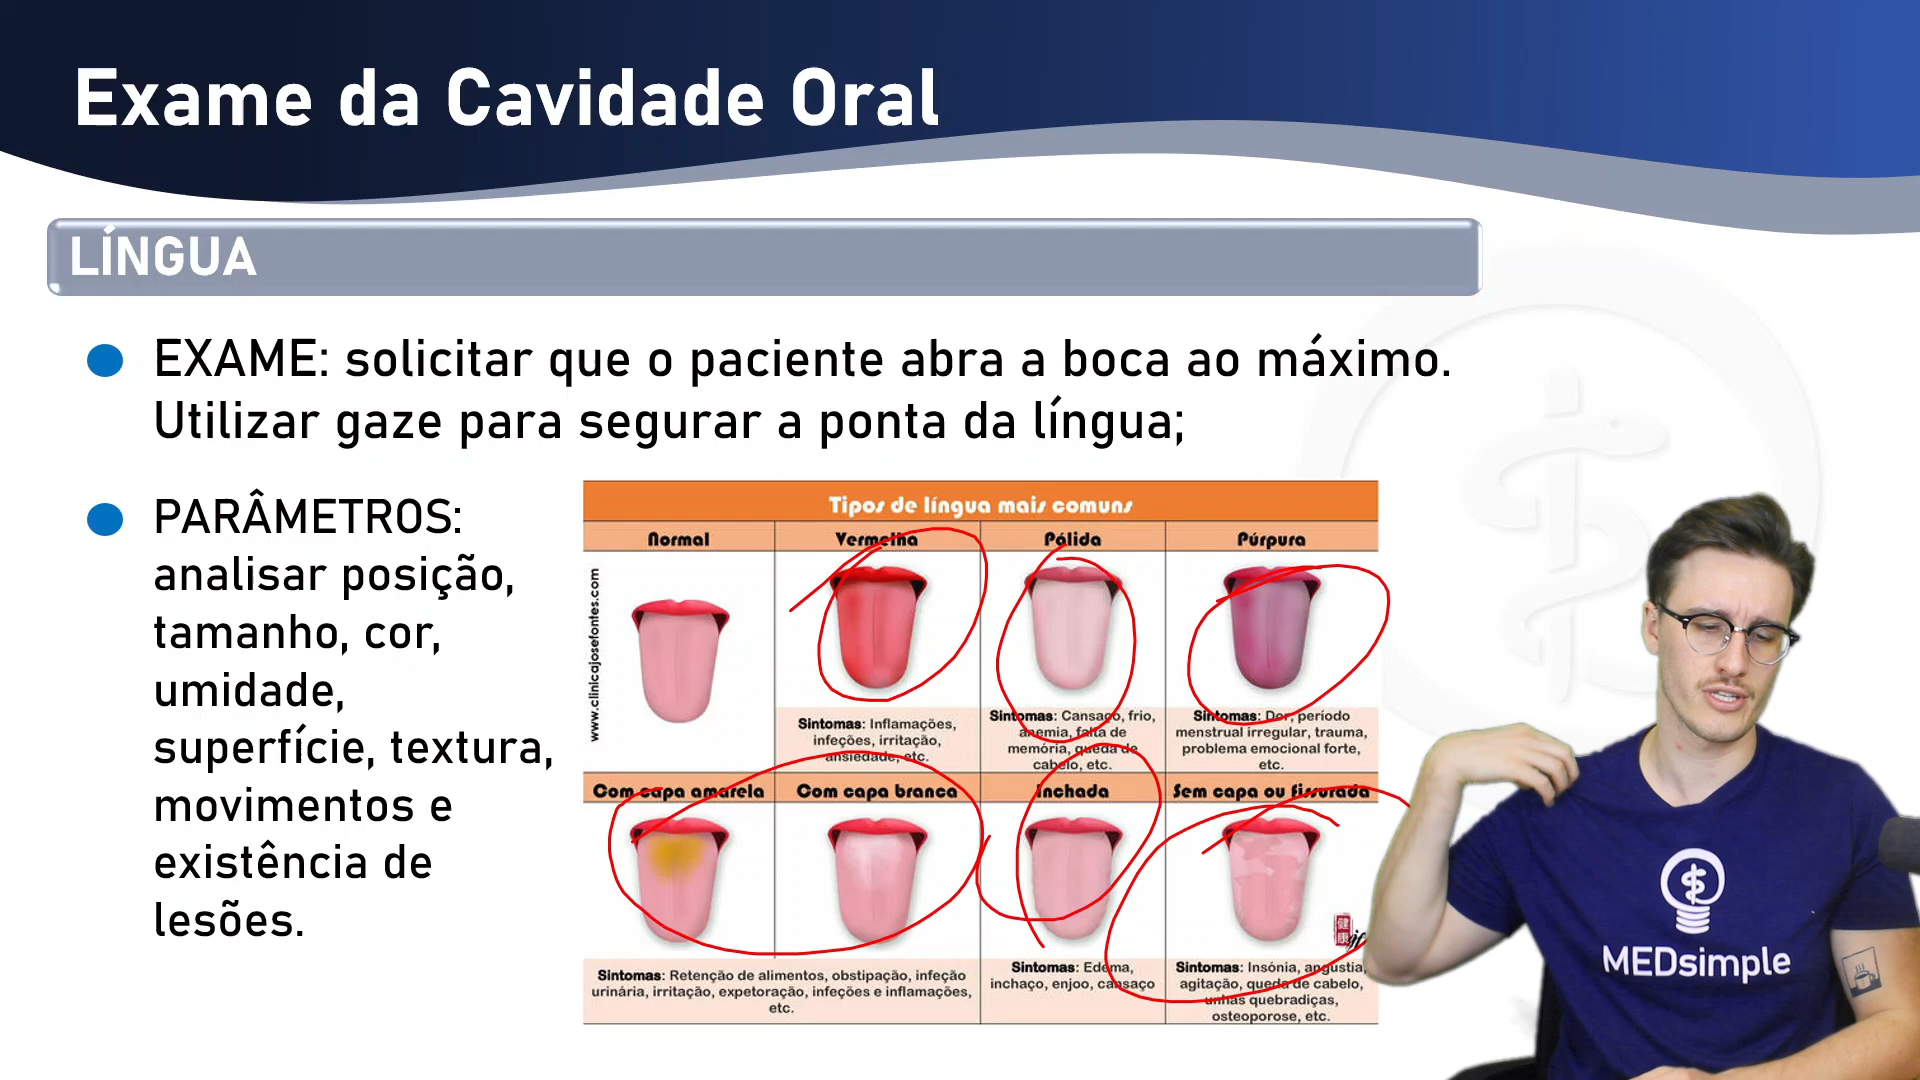 Exame da Cavidade Oral
LÍNGUA
EXAME: solicitar que o paciente abra a boca ao máximo.
Utilizar gaze para segurar a ponta da língua;
PARÂMETROS:
analisar posição,
tamanho, cor,
umidade,
superfície, textura,
movimentos e
existência de
lesões.
Tipos de língua mais comuns
Normal
Vermelha
Pálida
Púrpura
www.clinicajosefontes.com
Sintomas: Inflamações,
infeções, irritação,
ansiedade, etc.
Sintomas: Cansaço, frio,
anemia, falta de
memória, queda de
cabelo, etc.
Sintomas: Dor, período
menstrual irregular, trauma,
problema emocional forte,
etc.
Com capa amarela
Com capa branca
Inchada
Sem capa ou fissurada
Sintomas: Retenção de alimentos, obstipação, infeção
urinária, irritação, expetoração, infeções e inflamações,
etc.
Sintomas: Edema,
inchaço, enjoo, cansaço
Sintomas: Insónia, angustia,
agitação, queda de cabelo,
unhas quebradiças,
osteoporose, etc.
MEDsimple